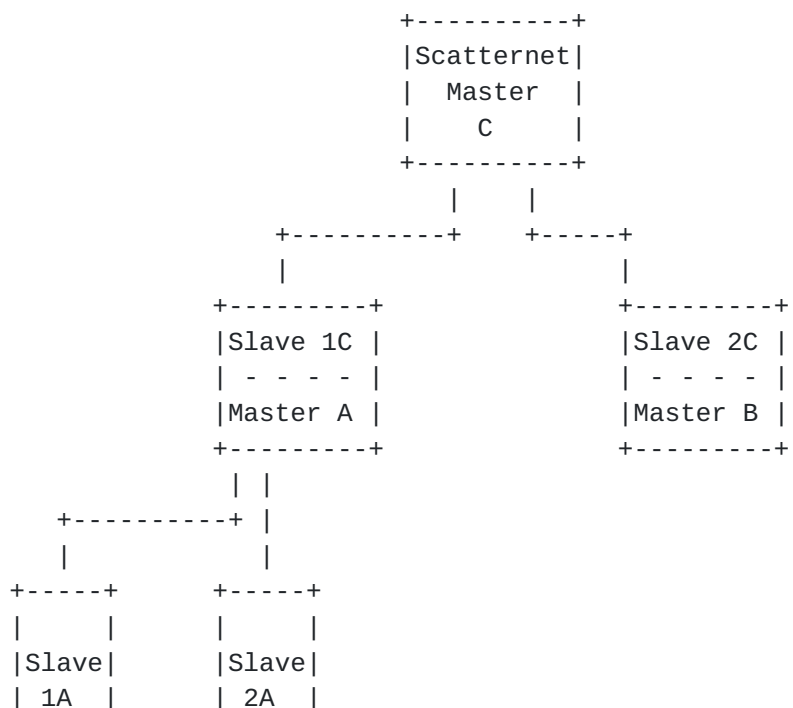 Scatternet
Master
C
Slave 1C
Slave 2C
Master A
Master B
Slave
Slave
1A
2A